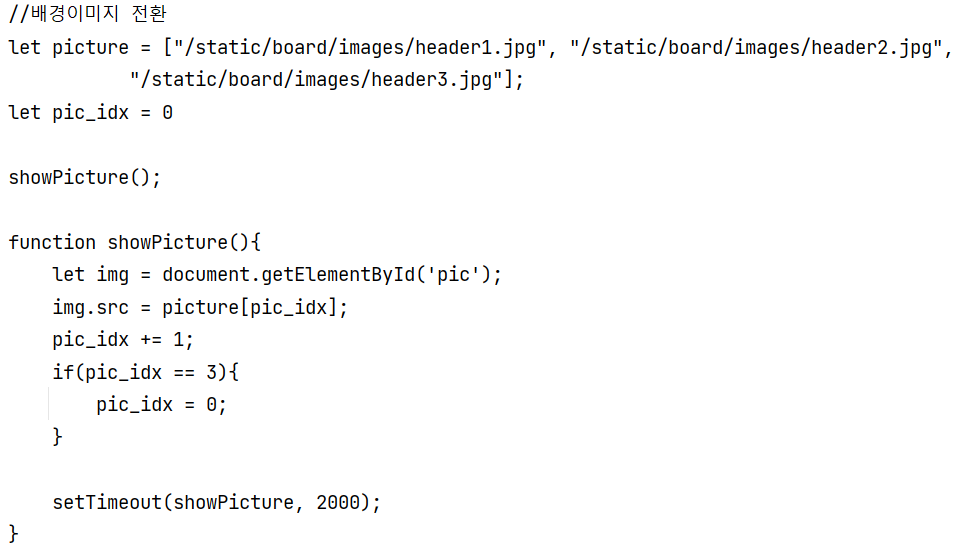 //배경이미지 전환
let picture = ["/static/board/images/header1.jpg", "/static/board/images/header2.jpg",
           "/static/board/images/header3.jpg"];
let pic_idx = 0

showPicture();

function showPicture(){
    let img = document.getElementById('pic');
    img.src = picture[pic_idx];
    pic_idx += 1;
    if(pic_idx == 3){
        pic_idx = 0;
    }

    setTimeout(showPicture, 2000);
}